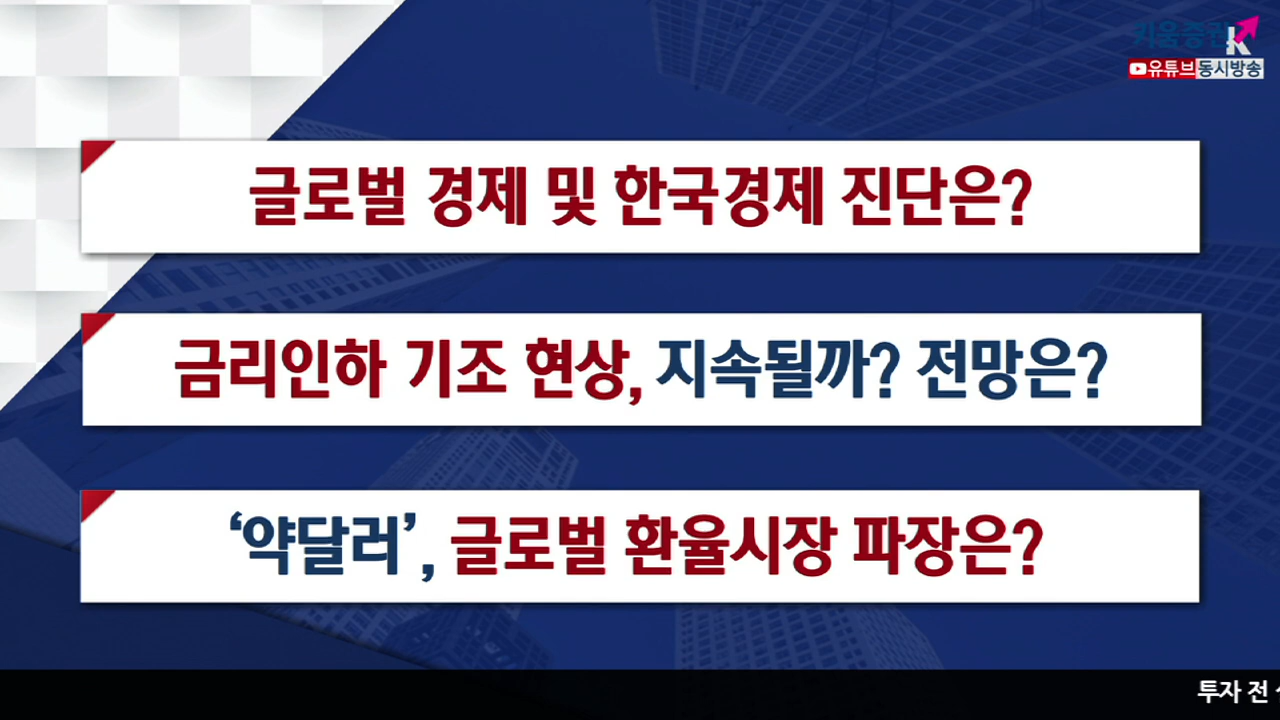 키움증권
유튜브 동시방송
글로벌 경제 및 한국경제 진단은?
금리인하 기조 현상, 지속될까? 전망은?
‘약달러’, 글로벌 환율시장 파장은?
투자 전